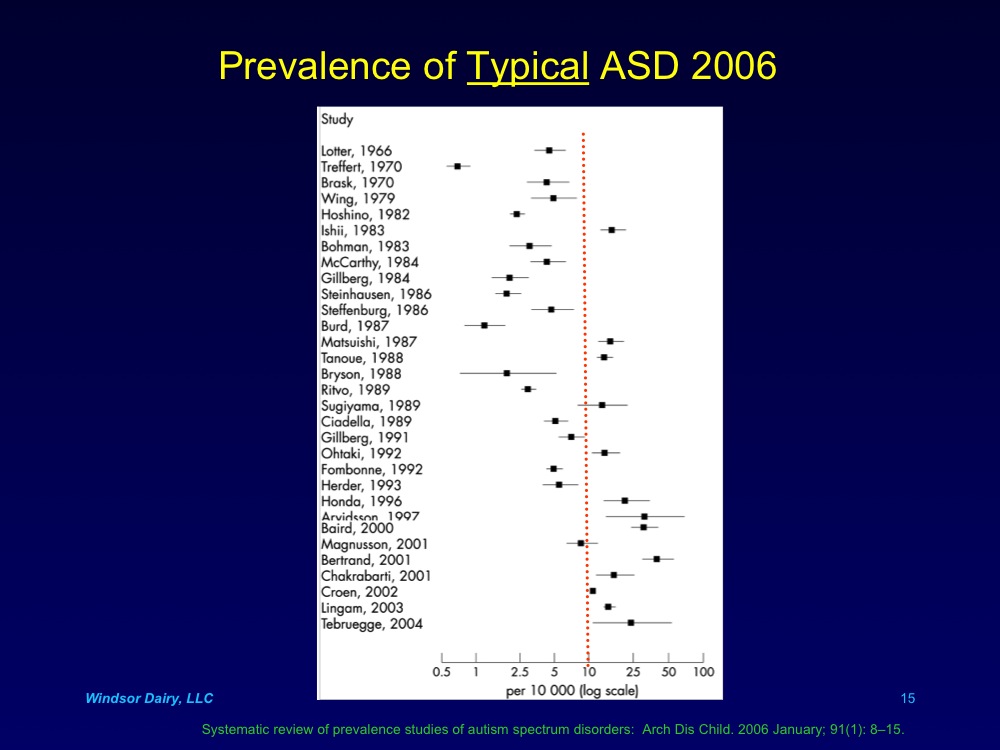 Prevalence of Typical ASD 2006
Study
Lotter, 1966
Treffert, 1970
Brask, 1970
Wing, 1979
Hoshino, 1982
Ishii, 1983
Bohman, 1983
McCarthy, 1984
Gillberg, 1984
Steinhausen, 1986
Steffenburg, 1986
Burd, 1987
Matsuishi, 1987
Tanoue, 1988
Bryson, 1988
Ritvo, 1989
Sugiyama, 1989
Ciadella, 1989
Gillberg, 1991
Ohtaki, 1992
Fombonne, 1992
Herder, 1993
Honda, 1996
Arvidsson, 1997
Baird, 2000
Magnusson, 2001
Bertrand, 2001
Chakrabarti, 2001
Croen, 2002
Lingam, 2003
Tebruegge, 2004
0.5 1 2.5 5 10 25 50 100
per 10 000 (log scale)
Windsor Dairy, LLC
15
Systematic review of prevalence studies of autism spectrum disorders: Arch Dis Child. 2006 January; 91(1): 8–15.